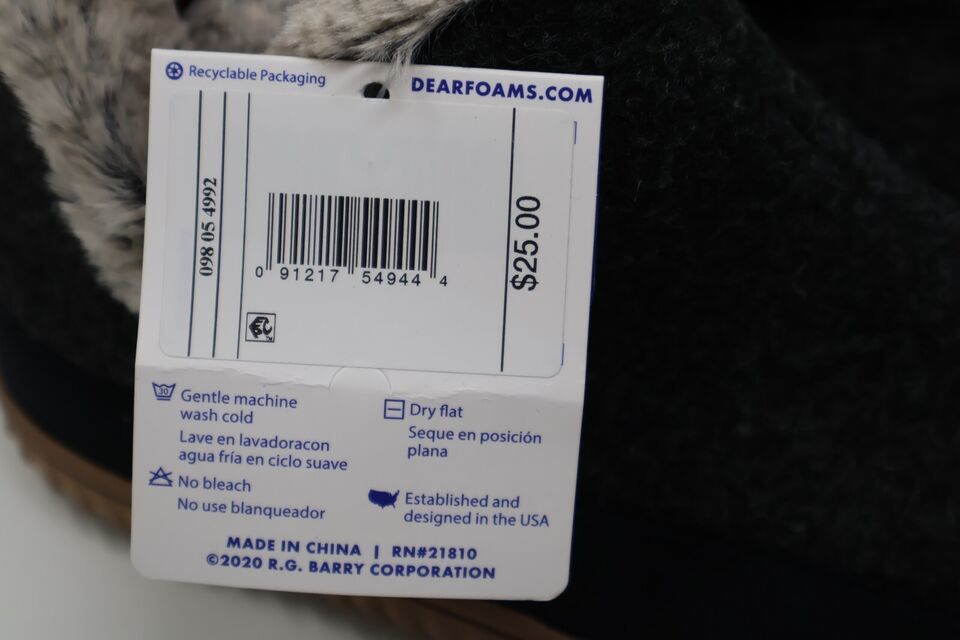 Recyclable Packaging
DEARFOAMS.COM
098 05 4992
0 91217 54944 4
$25.00
30
Gentle machine
wash cold
Lave en lavadoracon
agua fría en ciclo suave
No bleach
No use blanqueador
Dry flat
Seque en posición
plana
Established and
designed in the USA
MADE IN CHINA | RN#21810
©2020 R.G. BARRY CORPORATION